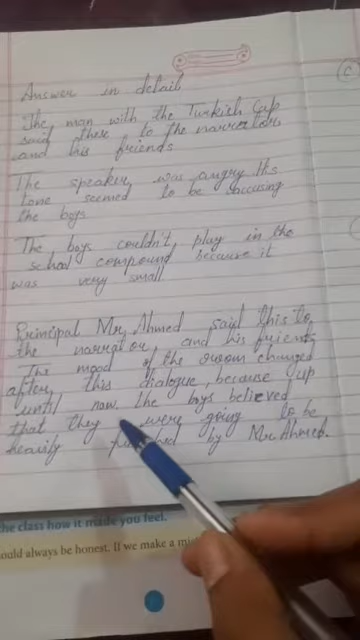 Answer in detail
The man with the Turkish Cap
said these to the narrator
and his friends
The speaker was angry His
tone seemed to be accusing
the boys
The boys couldn't play in the
school compound because it
was very small
Principal Mr. Ahmed said this to
the narrator, and his friends
The mood of the room changed
after this dialogue, because up
until now. the boys believed
that they were going to be
heavily by Mr. Ahmed.
the class how it made you feel.
ould always be honest. If we make a mi